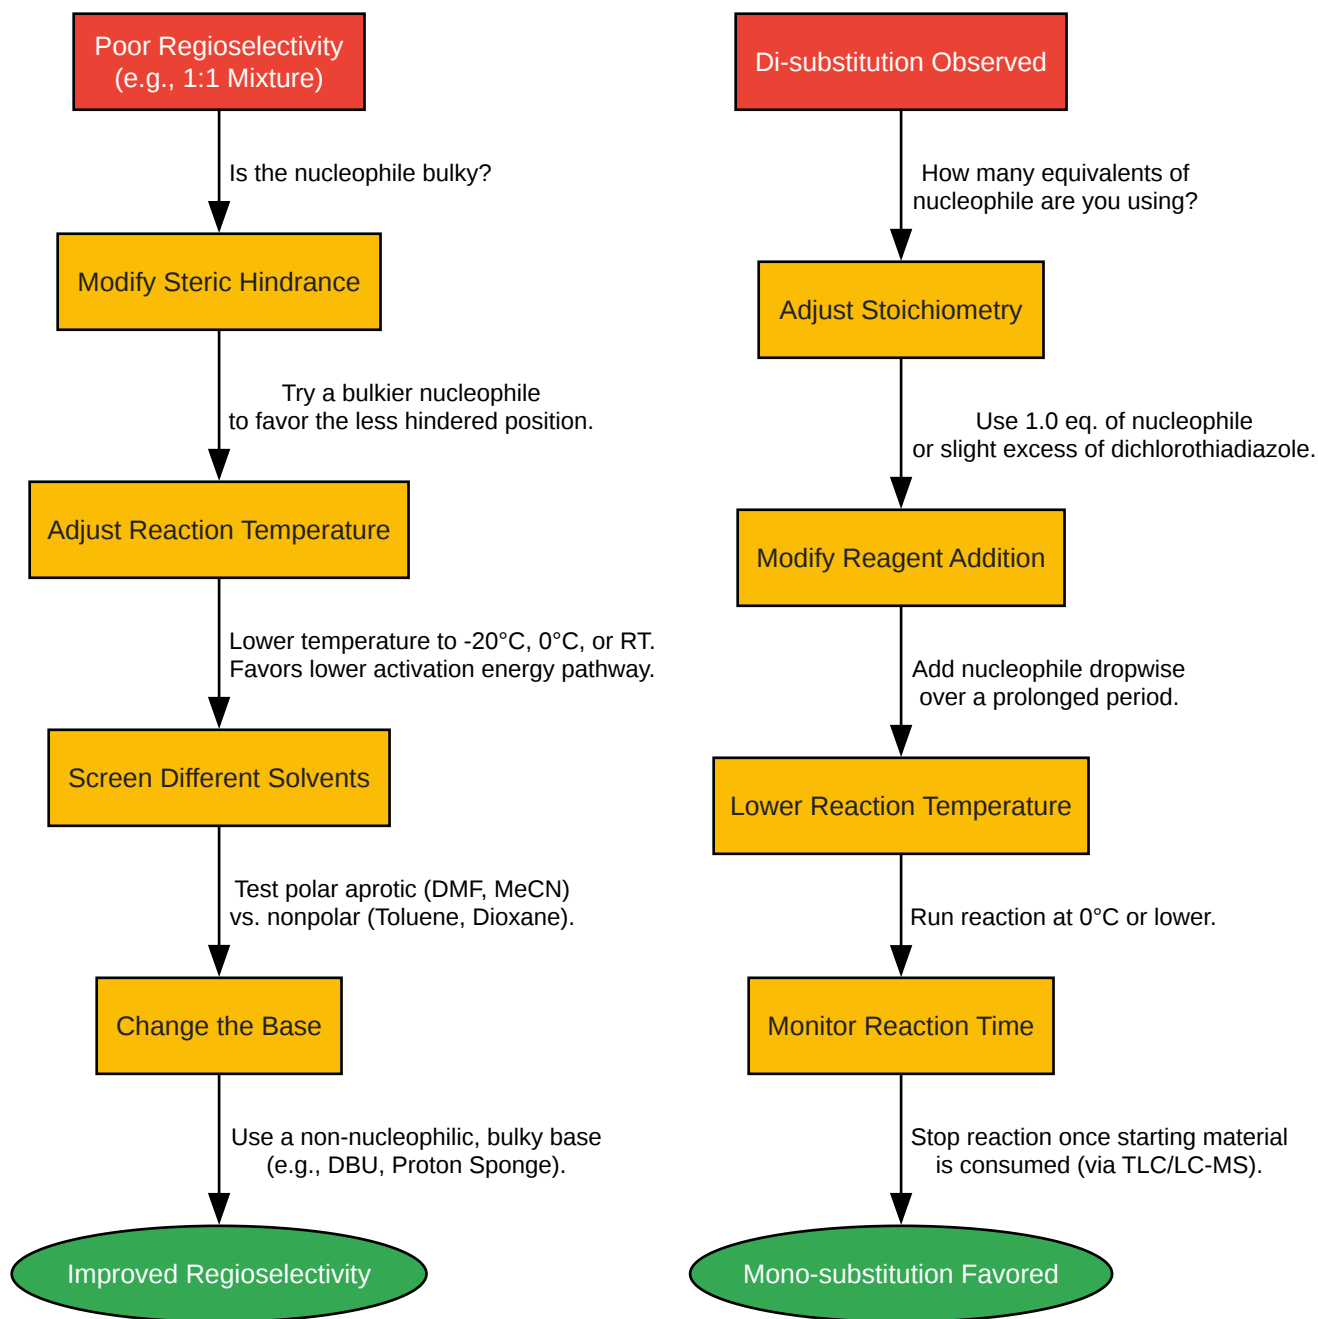 Poor Regioselectivity
(e.g., 1:1 Mixture)
Is the nucleophile bulky?
Modify Steric Hindrance
Try a bulkier nucleophile
to favor the less hindered position.
Adjust Reaction Temperature
Lower temperature to -20°C, 0°C, or RT.
Favors lower activation energy pathway.
Screen Different Solvents
Test polar aprotic (DMF, MeCN)
vs. nonpolar (Toluene, Dioxane).
Change the Base
Use a non-nucleophilic, bulky base
(e.g., DBU, Proton Sponge).
Improved Regioselectivity
Di-substitution Observed
How many equivalents of
nucleophile are you using?
Adjust Stoichiometry
Use 1.0 eq. of nucleophile
or slight excess of dichlorothiadiazole.
Modify Reagent Addition
Add nucleophile dropwise
over a prolonged period.
Lower Reaction Temperature
Run reaction at 0°C or lower.
Monitor Reaction Time
Stop reaction once starting material
is consumed (via TLC/LC-MS).
Mono-substitution Favored